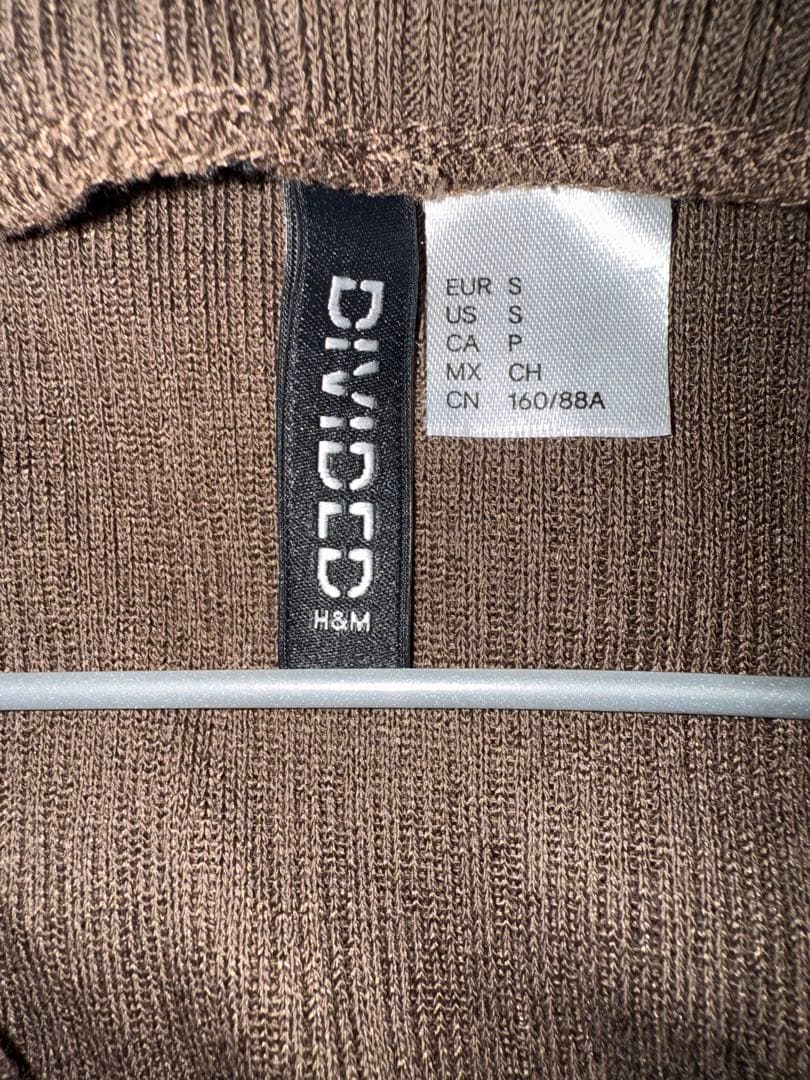 DIVIDED
H&M
EUR S
US S
CA P
MX CH
CN 160/88A